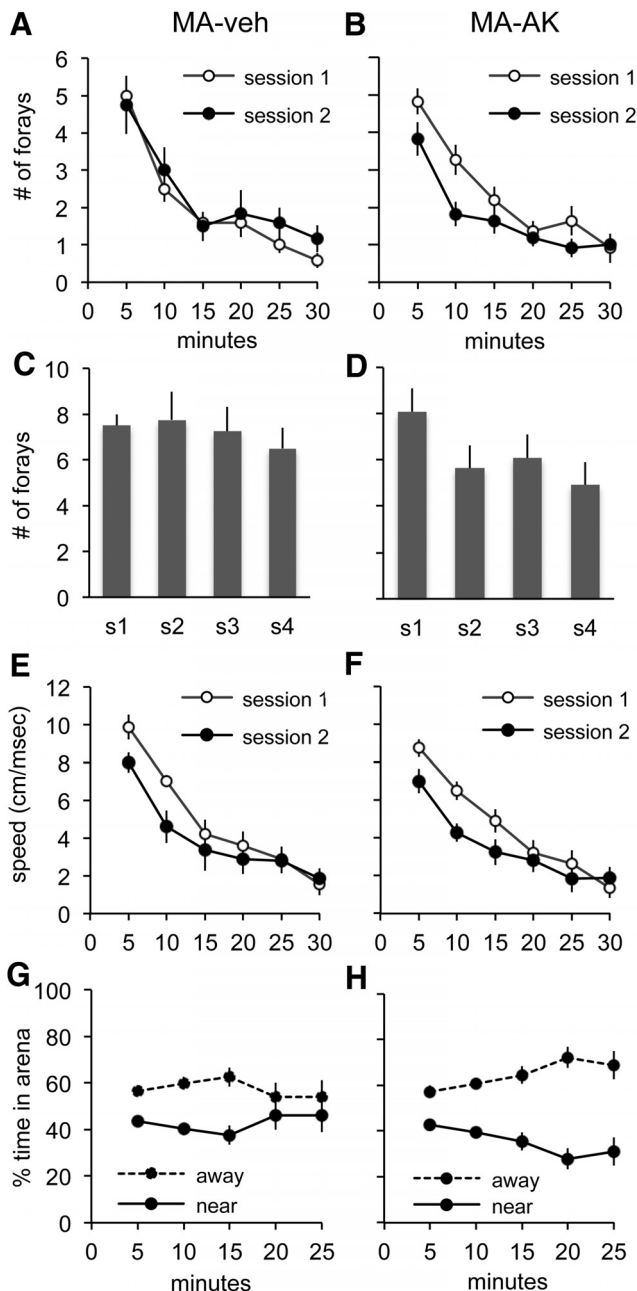 MA-veh MA-AK
A B
6
5
4
3
2
1
0
# of forays
session 1
session 2
session 1
session 2
0 5 10 15 20 25 30
0 5 10 15 20 25 30
minutes minutes
C D
10
8
6
4
2
0
# of forays
s1 s2 s3 s4
s1 s2 s3 s4
E F
12
10
8
6
4
2
0
speed (cm/msec)
session 1
session 2
session 1
session 2
0 5 10 15 20 25 30
0 5 10 15 20 25 30
G H
100
80
60
40
20
0
% time in arena
away
near
away
near
0 5 10 15 20 25
0 5 10 15 20 25
minutes minutes